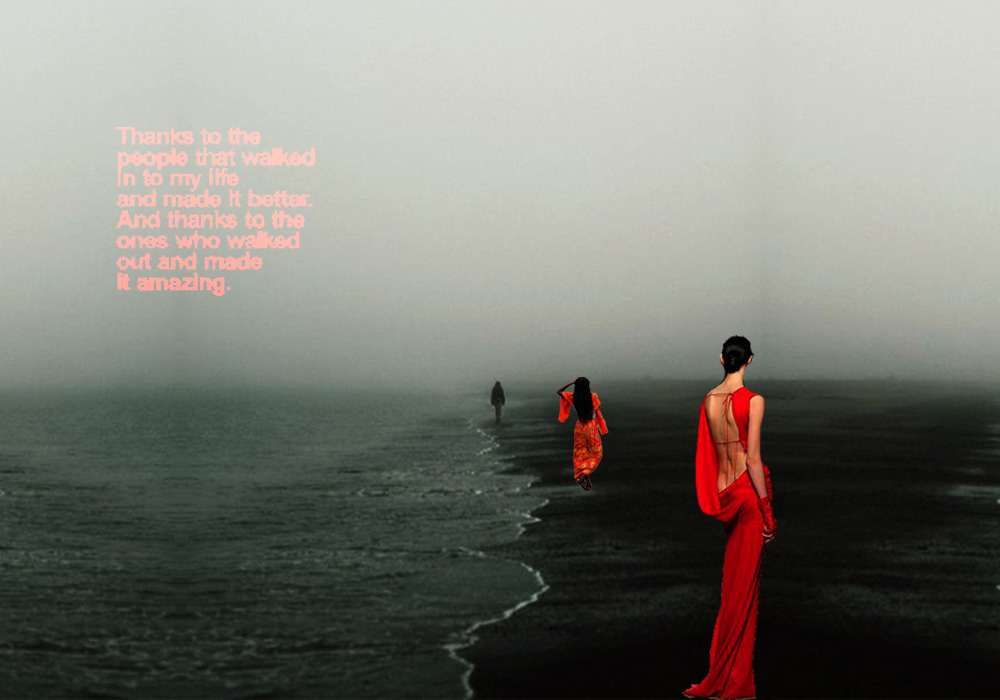 Thanks to the
people that walked
in to my life
and made it better.
And thanks to the
ones who walked
out and made
it amazing.